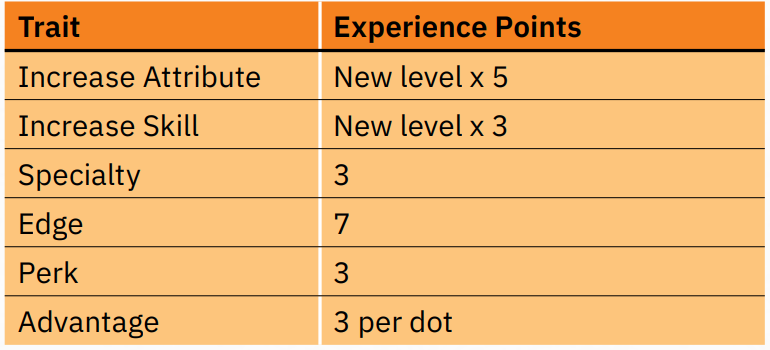 Trait Experience Points
Increase Attribute New level x 5
Increase Skill New level x 3
Specialty 3
Edge 7
Perk 3
Advantage 3 per dot